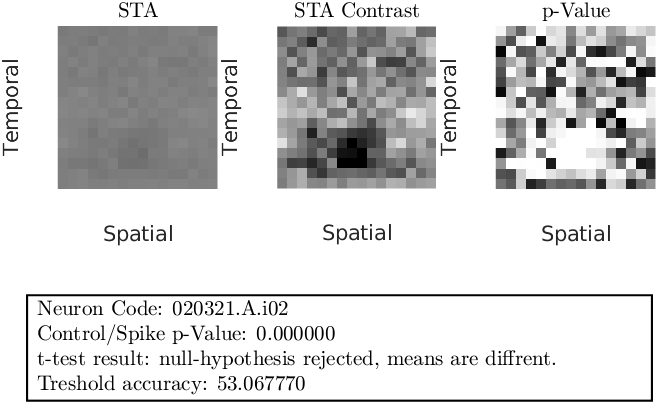 STA
STA Contrast
p-Value
Temporal
Temporal
Temporal
Spatial
Spatial
Spatial
Neuron Code: 020321.A.i02
Control/Spike p-Value: 0.000000
t-test result: null-hypothesis rejected, means are diffrent.
Treshold accuracy: 53.067770